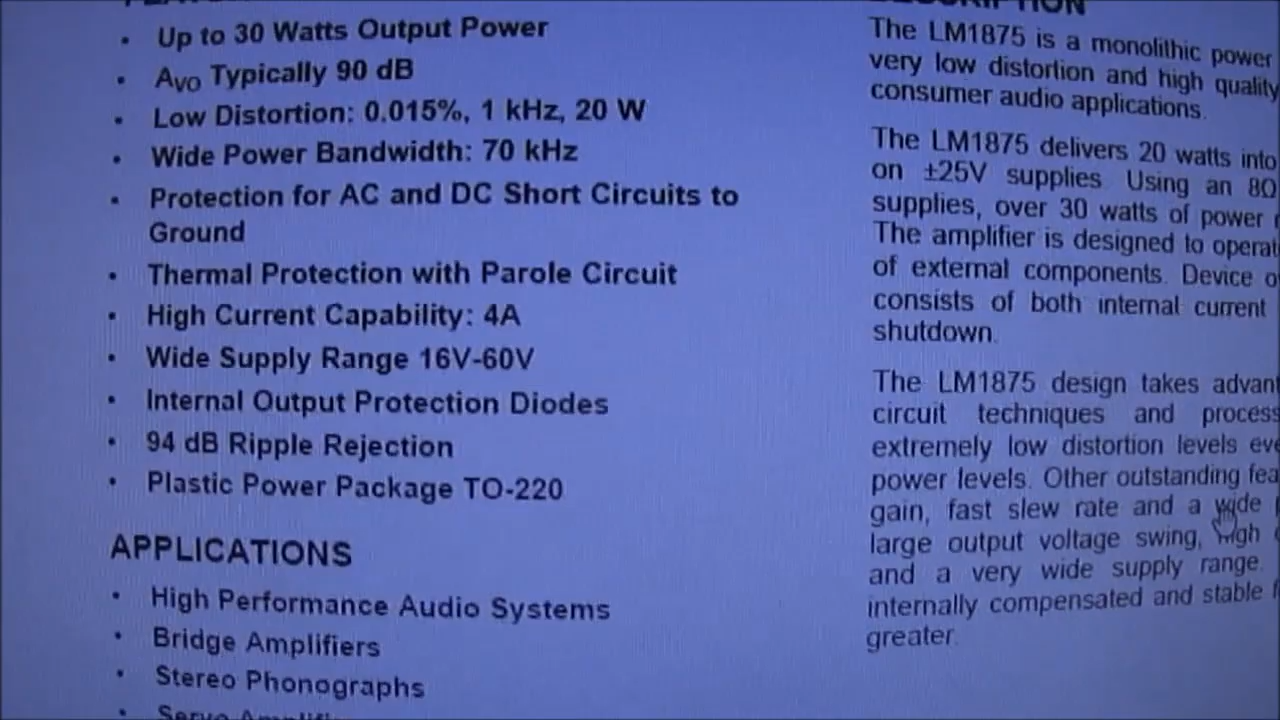 Up to 30 Watts Output Power
AVO Typically 90 dB
Low Distortion: 0.015%, 1 kHz, 20 W
Wide Power Bandwidth: 70 kHz
Protection for AC and DC Short Circuits to
Ground
Thermal Protection with Parole Circuit
High Current Capability: 4A
Wide Supply Range 16V-60V
Internal Output Protection Diodes
94 dB Ripple Rejection
Plastic Power Package TO-220
APPLICATIONS
High Performance Audio Systems
Bridge Amplifiers
Stereo Phonographs
Servo
The LM1875 is a monolithic power
very low distortion and high quality
consumer audio applications.
The LM1875 delivers 20 watts into
on ±25V supplies. Using an 8Ω
supplies, over 30 watts of power
The amplifier is designed to
of external components. Device
consists of both internal current
shutdown.
The LM1875 design takes
circuit techniques and
extremely low distortion levels
power levels. Other outstanding
gain, fast slew rate and a wide
large output voltage swing, high
and a very wide supply range.
internally compensated and stable
greater.